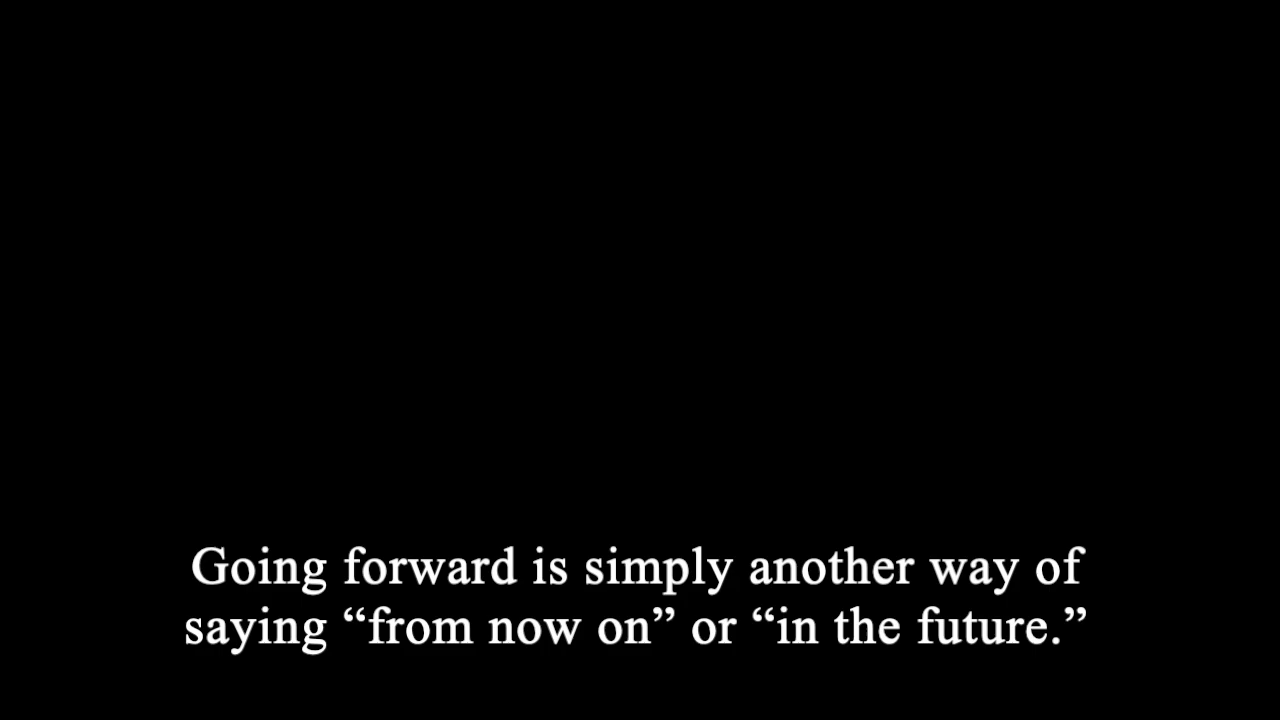 Going forward is simply another way of
saying “from now on” or “in the future.”